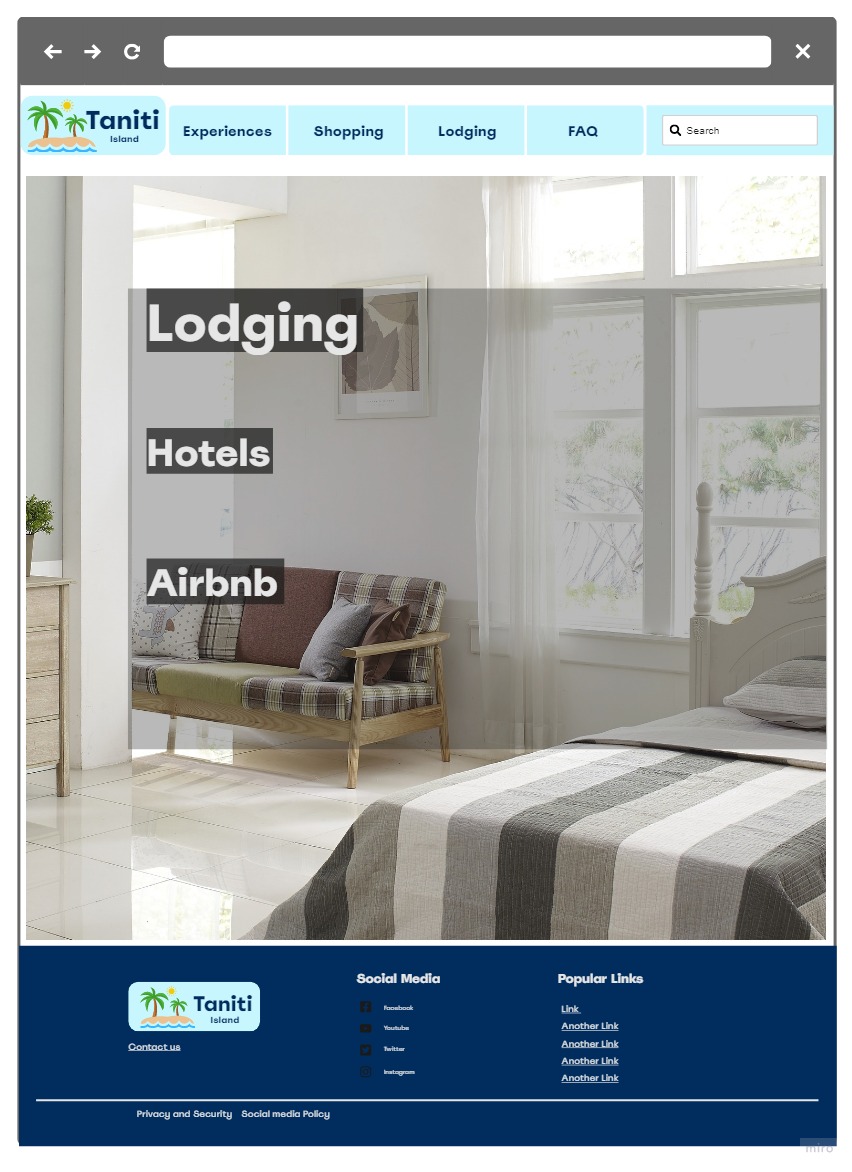 Taniti
Island
Experiences
Shopping
Lodging
FAQ
Search
Lodging
Hotels
Airbnb
Taniti
Island
Contact us
Social Media
Facebook
Youtube
Twitter
Instagram
Popular Links
Link
Another Link
Another Link
Another Link
Another Link
Privacy and Security Social media Policy
miro